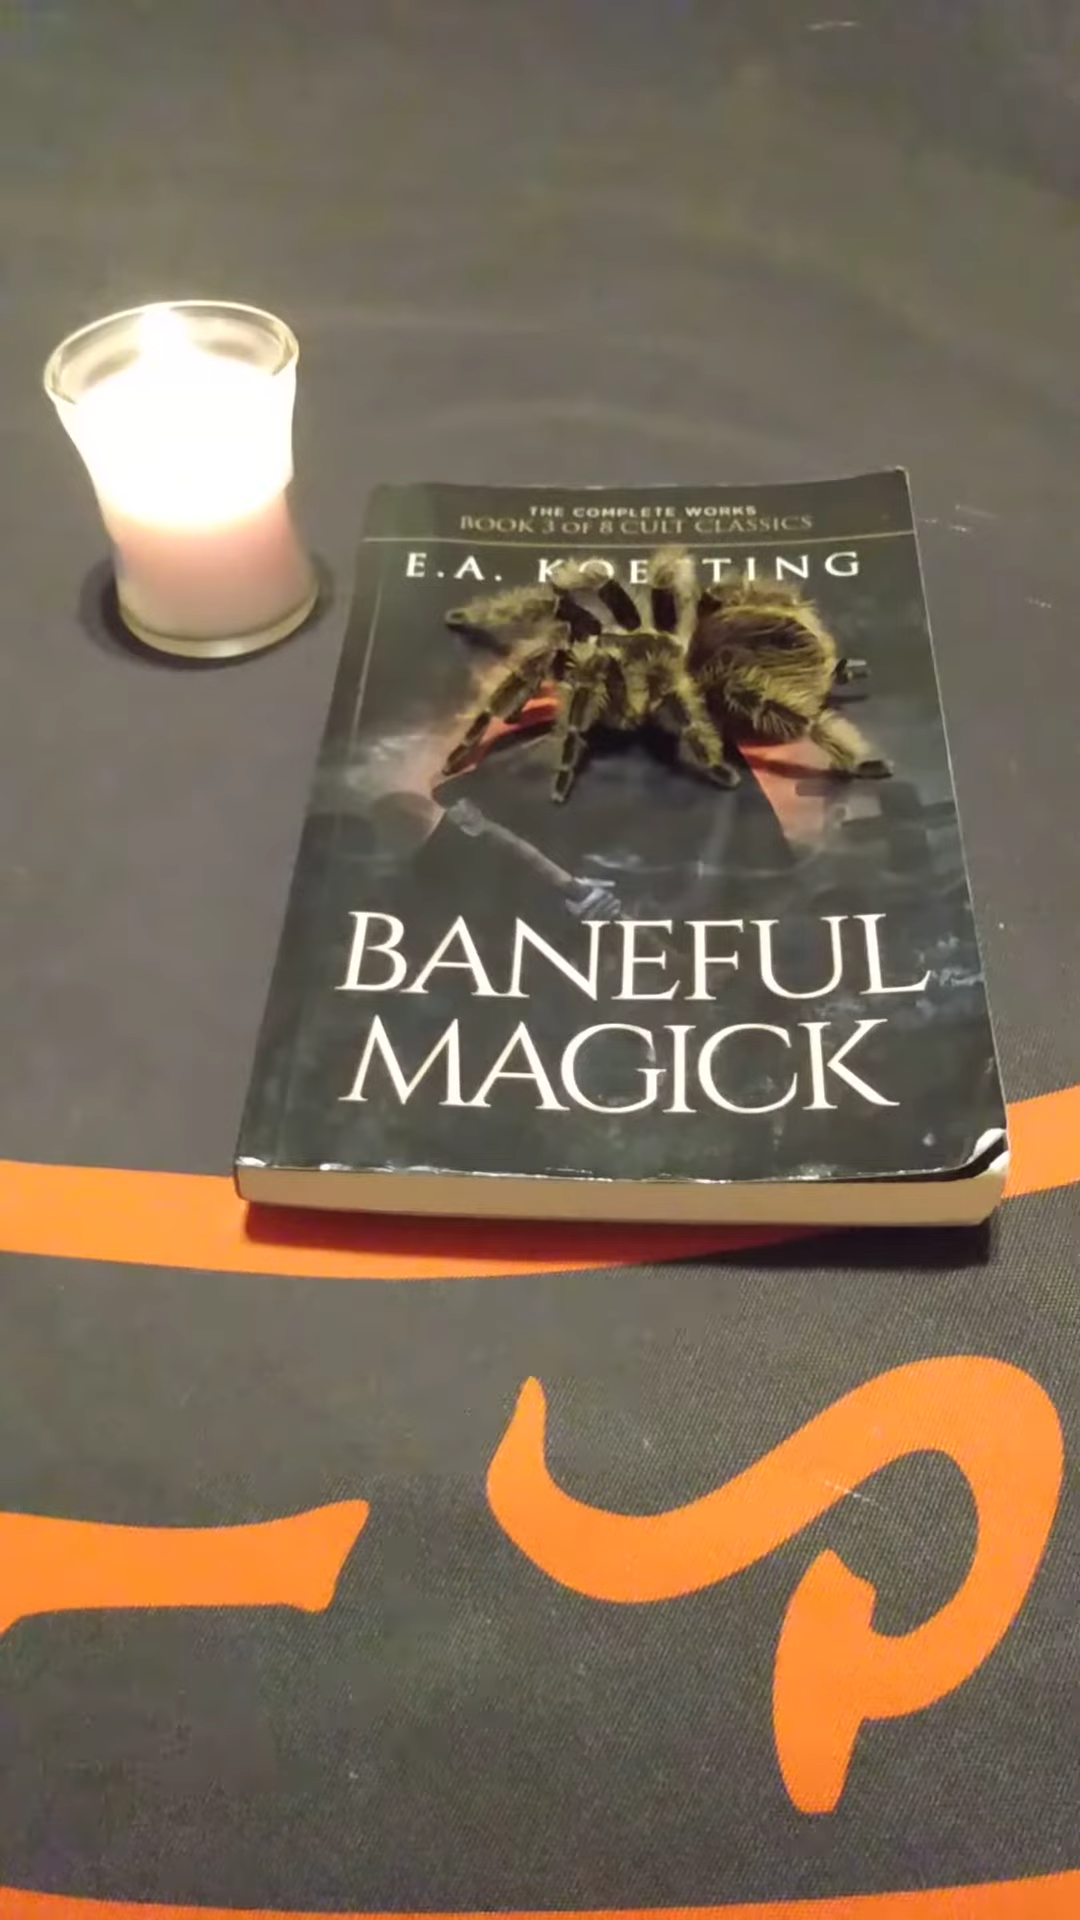 THE COMPLETE WORKS
BOOK 3 OF 8 CULT CLASSICS
E.A. KOETTING
BANEFUL
MAGICK